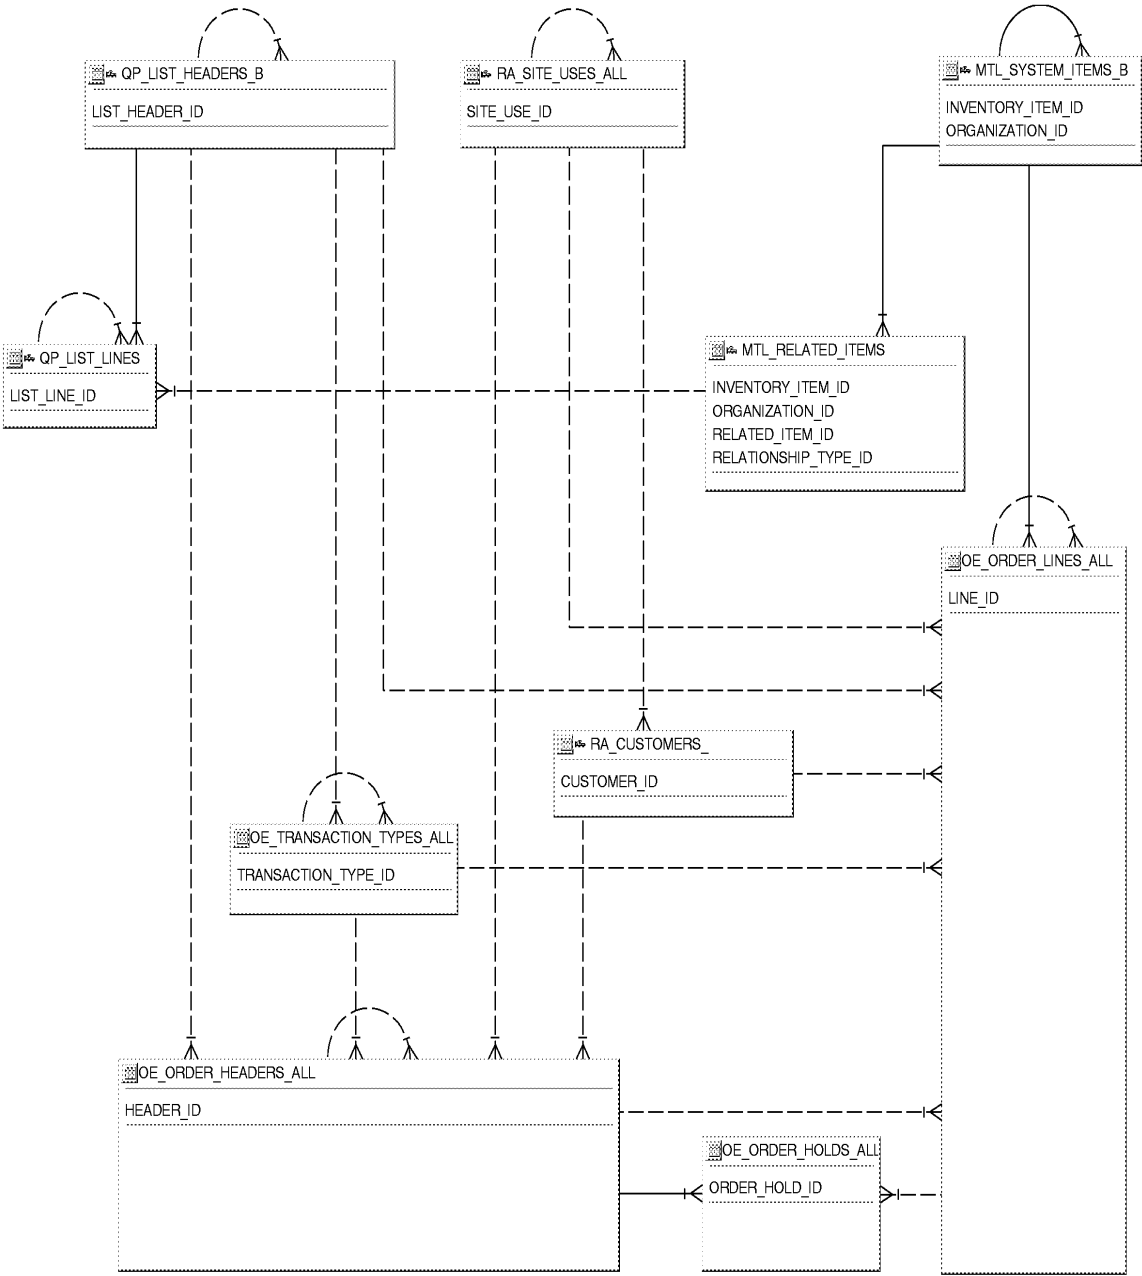 QP_LIST_HEADERS_B
LIST_HEADER_ID
RA_SITE_USES_ALL
SITE_USE_ID
MTL_SYSTEM_ITEMS_B
INVENTORY_ITEM_ID
ORGANIZATION_ID
QP_LIST_LINES
LIST_LINE_ID
MTL_RELATED_ITEMS
INVENTORY_ITEM_ID
ORGANIZATION_ID
RELATED_ITEM_ID
RELATIONSHIP_TYPE_ID
OE_ORDER_LINES_ALL
LINE_ID
RA_CUSTOMERS_
CUSTOMER_ID
OE_TRANSACTION_TYPES_ALL
TRANSACTION_TYPE_ID
OE_ORDER_HEADERS_ALL
HEADER_ID
OE_ORDER_HOLDS_ALL
ORDER_HOLD_ID